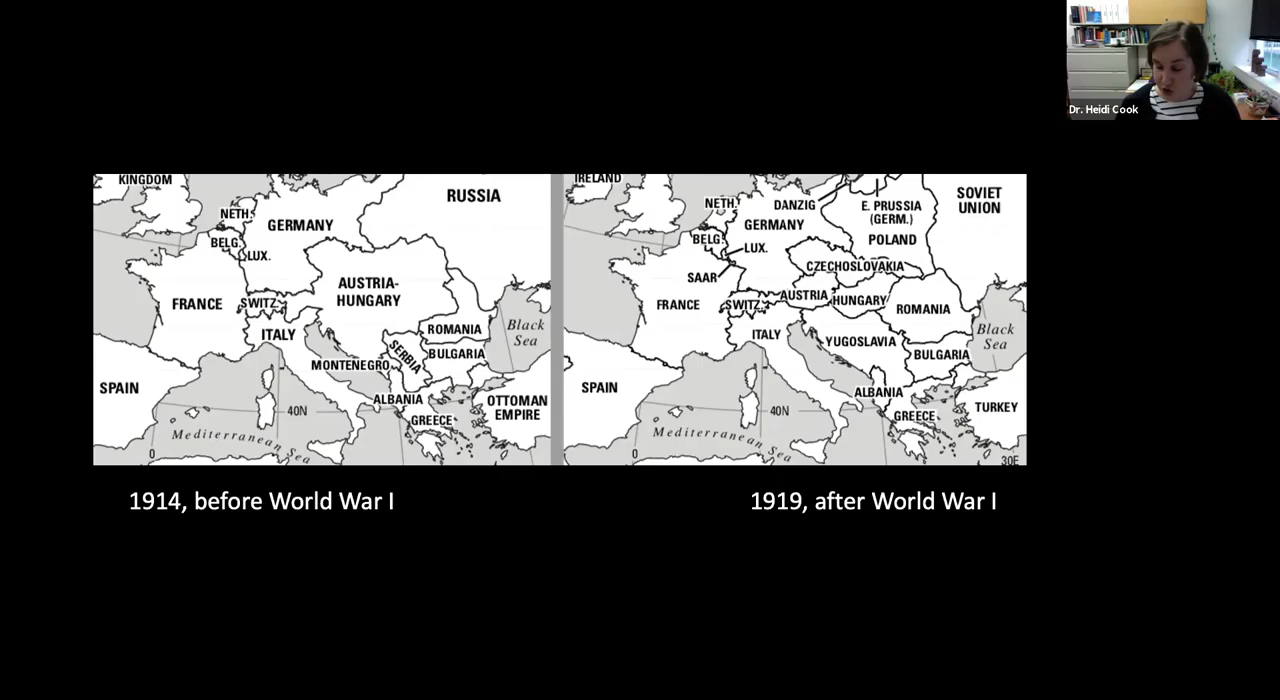 Dr. Heidi Cook
KINGDOM
RUSSIA
NETH.
GERMANY
BELG.
LUX.
AUSTRIA-
HUNGARY
FRANCE
SWITZ.
ITALY
ROMANIA
Black
Sea
SERBIA
BULGARIA
MONTENEGRO
SPAIN
ALBANIA
OTTOMAN
EMPIRE
40N
GREECE
Mediterranean Sea
0
IRELAND
SOVIET
UNION
NETH.
DANZIG
E. PRUSSIA
(GERM.)
GERMANY
BELG.
POLAND
LUX.
CZECHOSLOVAKIA
SAAR
AUSTRIA
HUNGARY
FRANCE
SWITZ.
ROMANIA
ITALY
YUGOSLAVIA
Black
Sea
BULGARIA
SPAIN
ALBANIA
TURKEY
40N
GREECE
Mediterranean Sea
0
30E
1914, before World War I
1919, after World War I